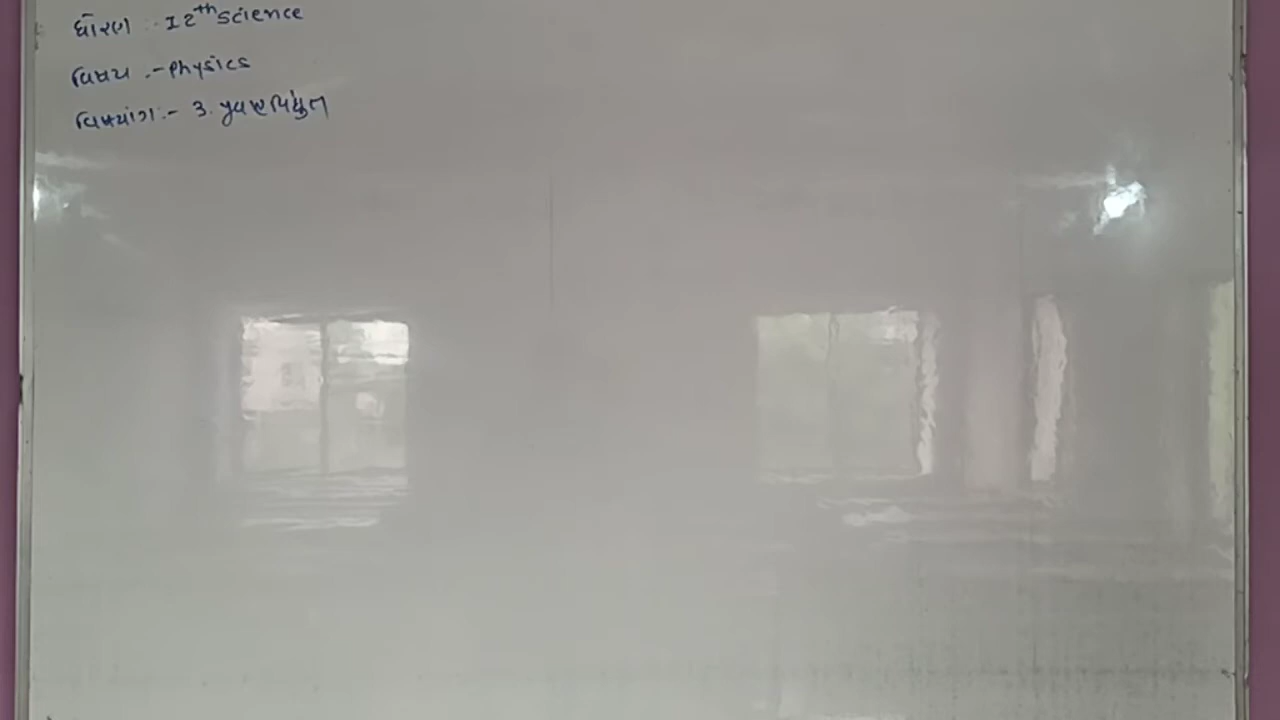 ધોરણ :- 12th Science
વિષય :- Physics
વિષયાંગ :- 3. પ્રવાહવિદ્યુત